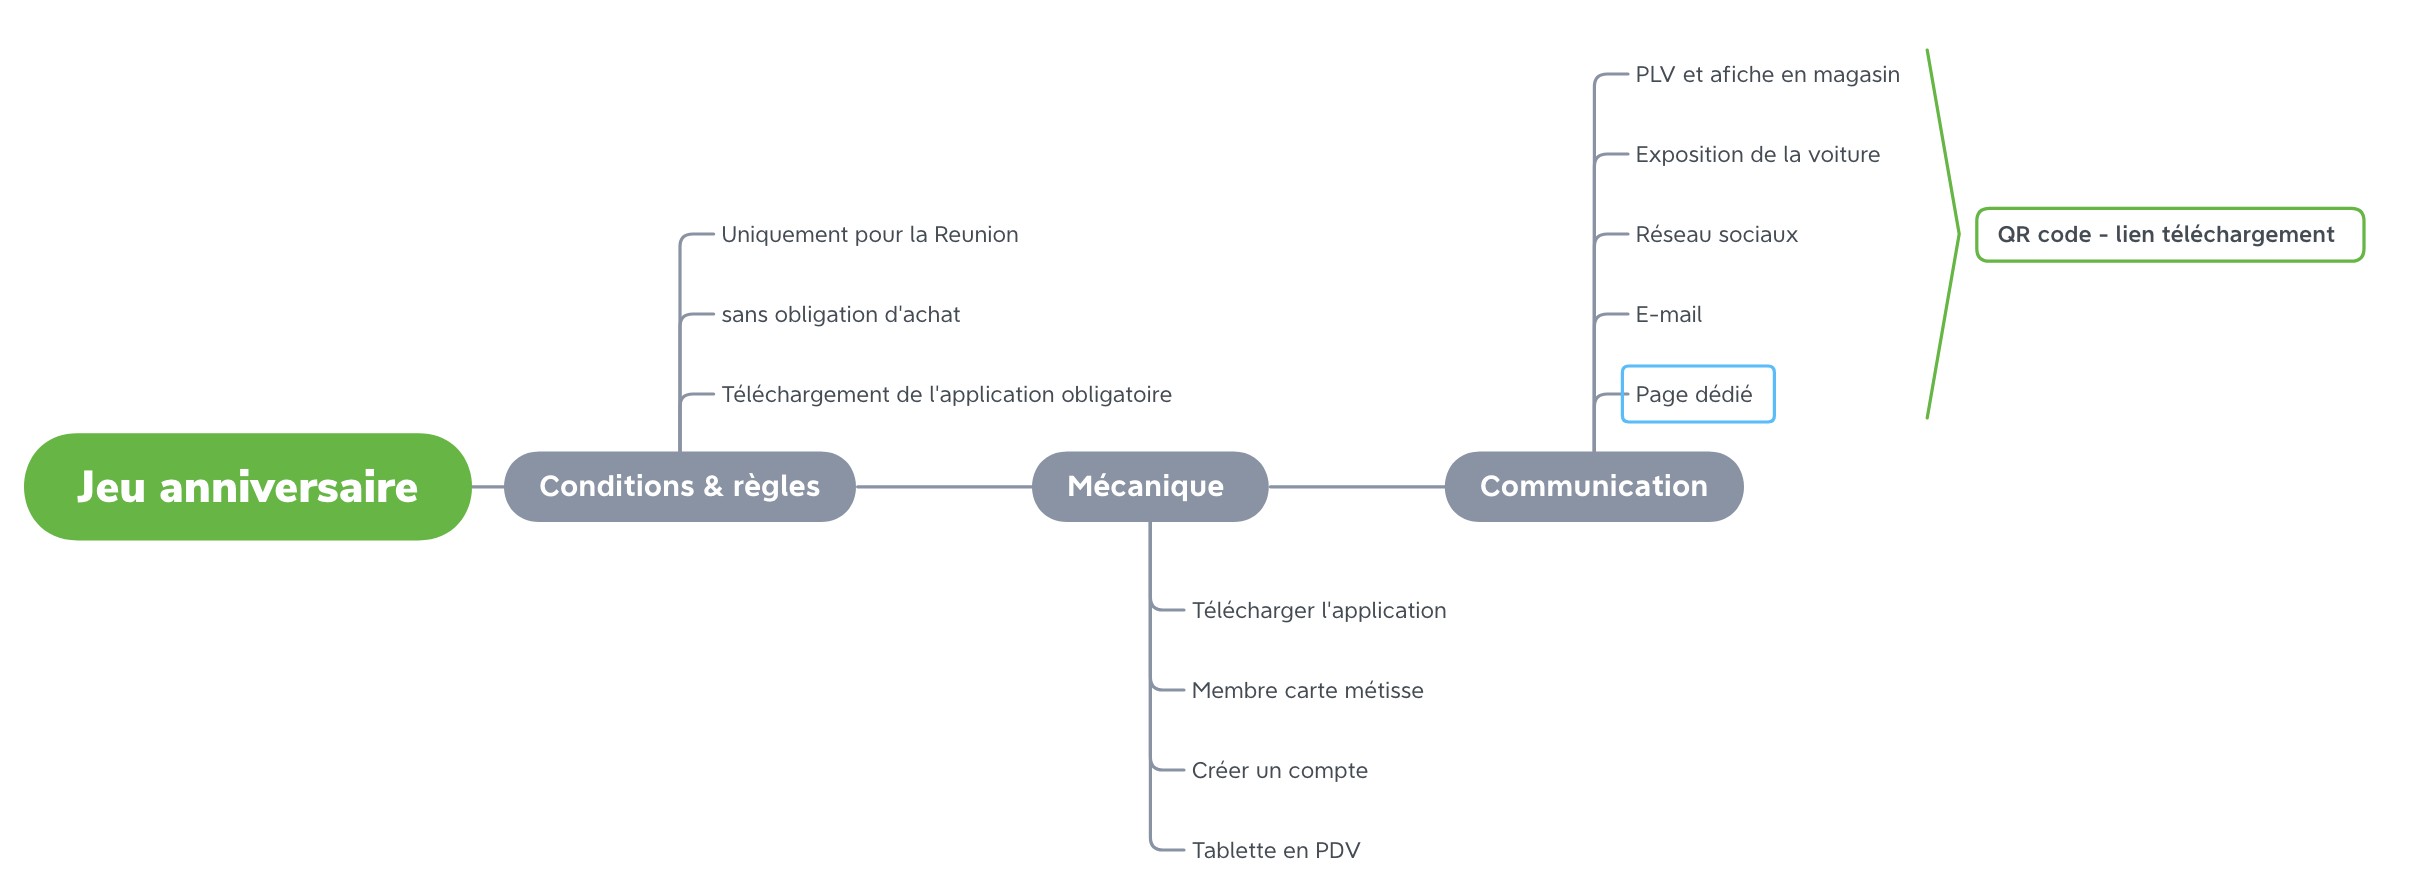 Jeu anniversaire
Conditions & règles
Uniquement pour la Reunion
sans obligation d'achat
Téléchargement de l'application obligatoire
Mécanique
Télécharger l'application
Membre carte métisse
Créer un compte
Tablette en PDV
Communication
PLV et afiche en magasin
Exposition de la voiture
Réseau sociaux
E-mail
Page dédié
QR code - lien téléchargement